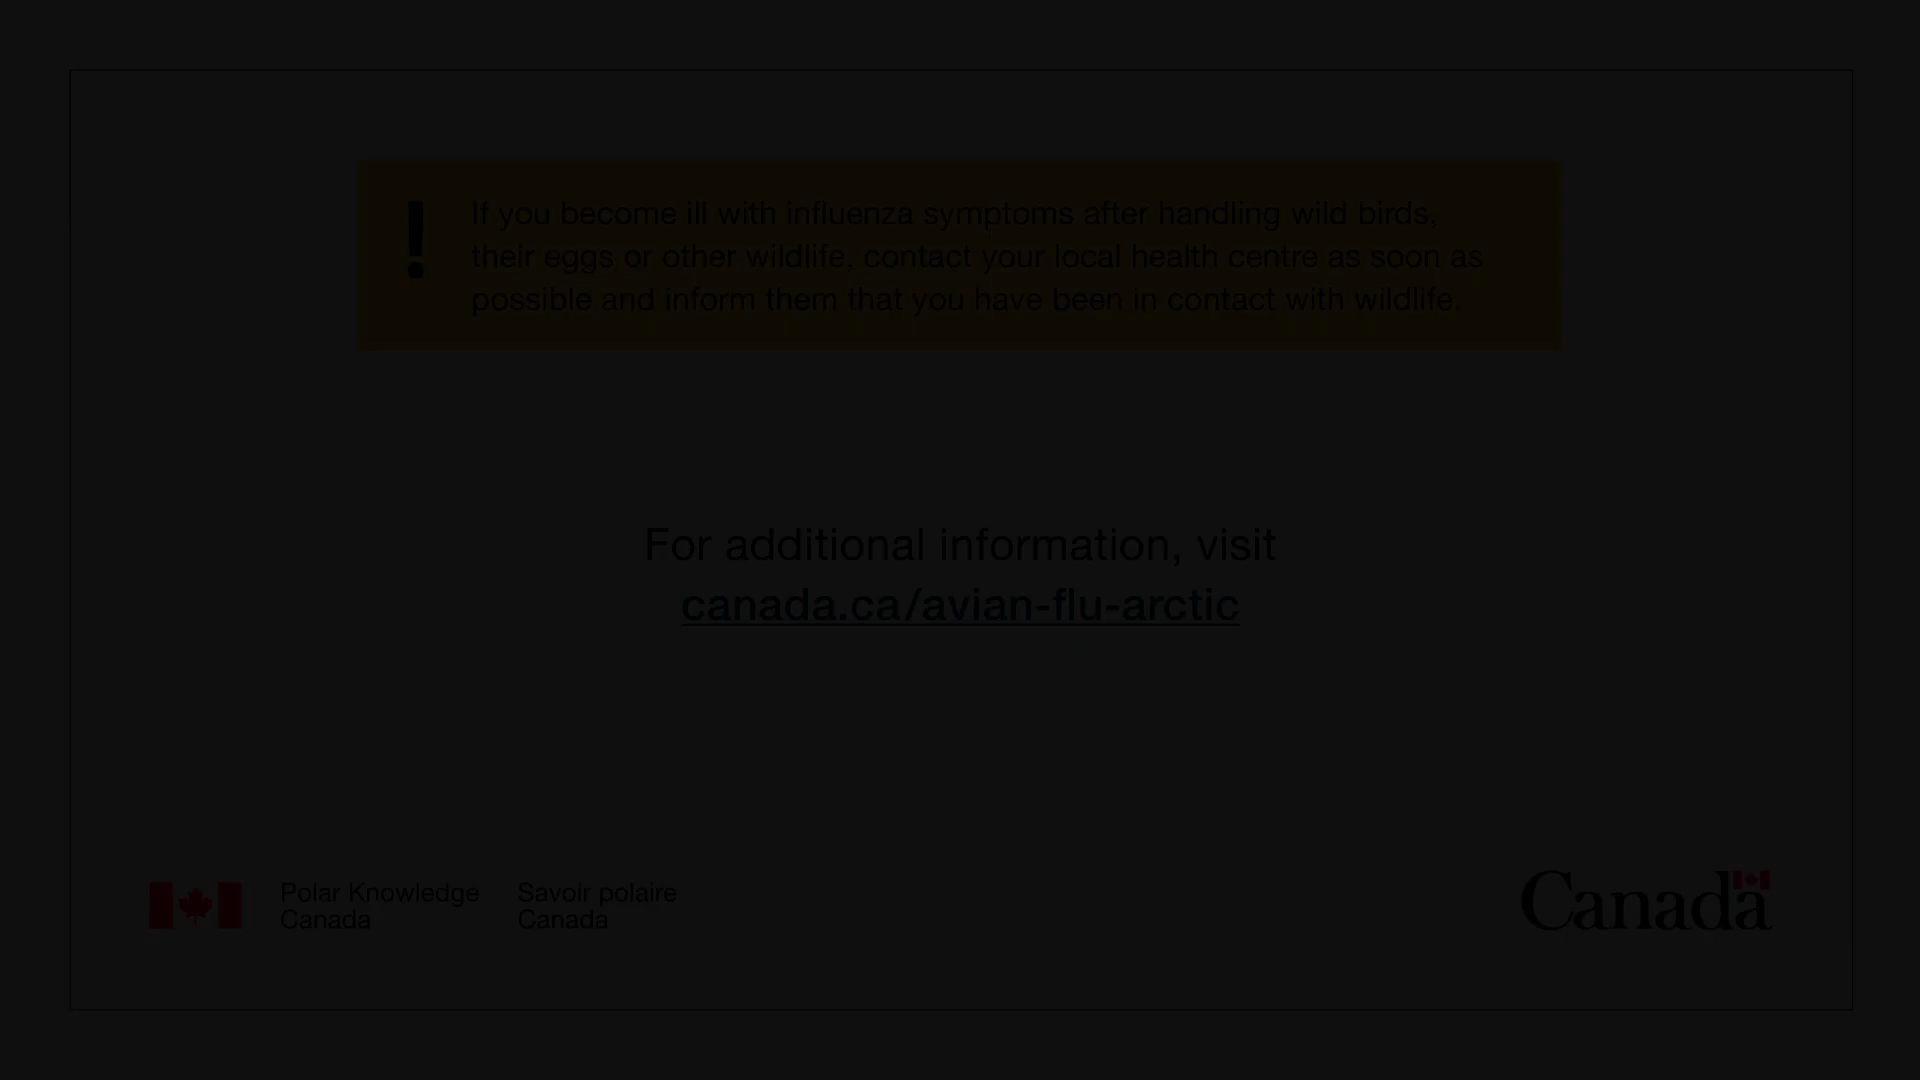 !
If you become ill with influenza symptoms after handling wild birds,
their eggs or other wildlife, contact your local health centre as soon as
possible and inform them that you have been in contact with wildlife.
For additional information, visit
canada.ca/avian-flu-arctic
Polar Knowledge
Canada
Savoir polaire
Canada
Canada